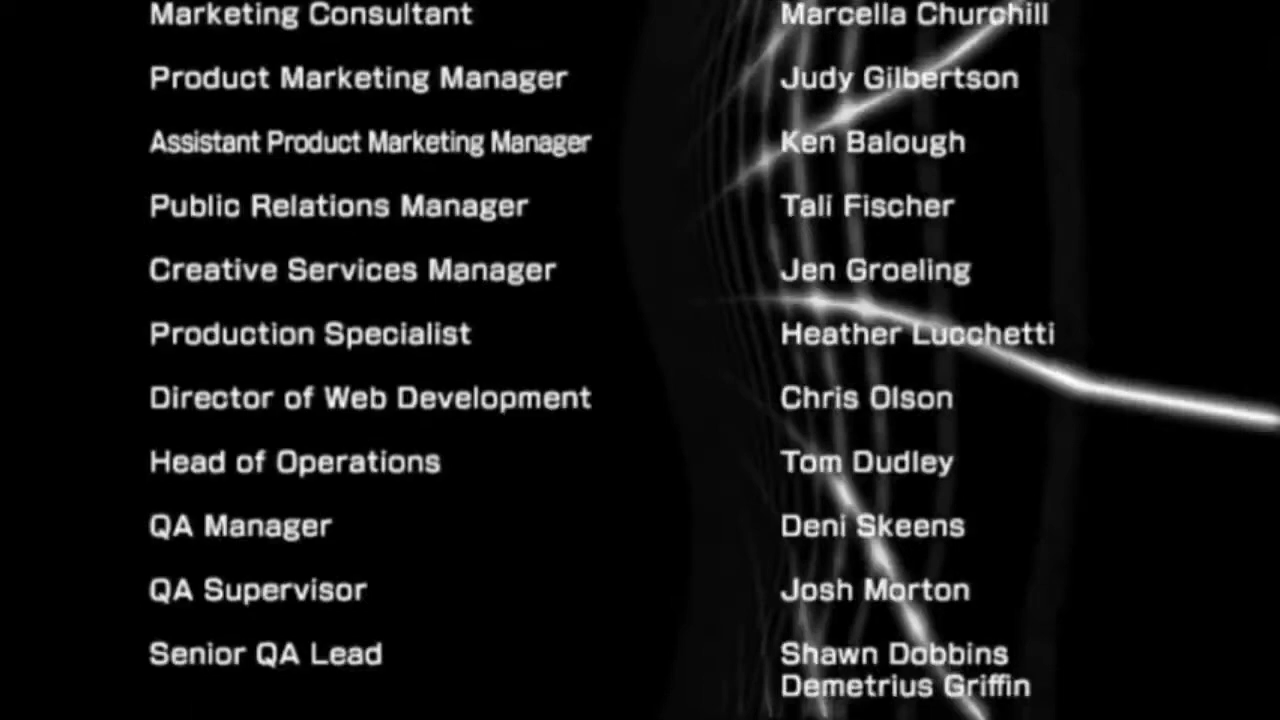 Marketing Consultant Marcella Churchill
Product Marketing Manager Judy Gilbertson
Assistant Product Marketing Manager Ken Balough
Public Relations Manager Tali Fischer
Creative Services Manager Jen Groeling
Production Specialist Heather Lucchetti
Director of Web Development Chris Olson
Head of Operations Tom Dudley
QA Manager Deni Skeens
QA Supervisor Josh Morton
Senior QA Lead Shawn Dobbins
Demetrius Griffin